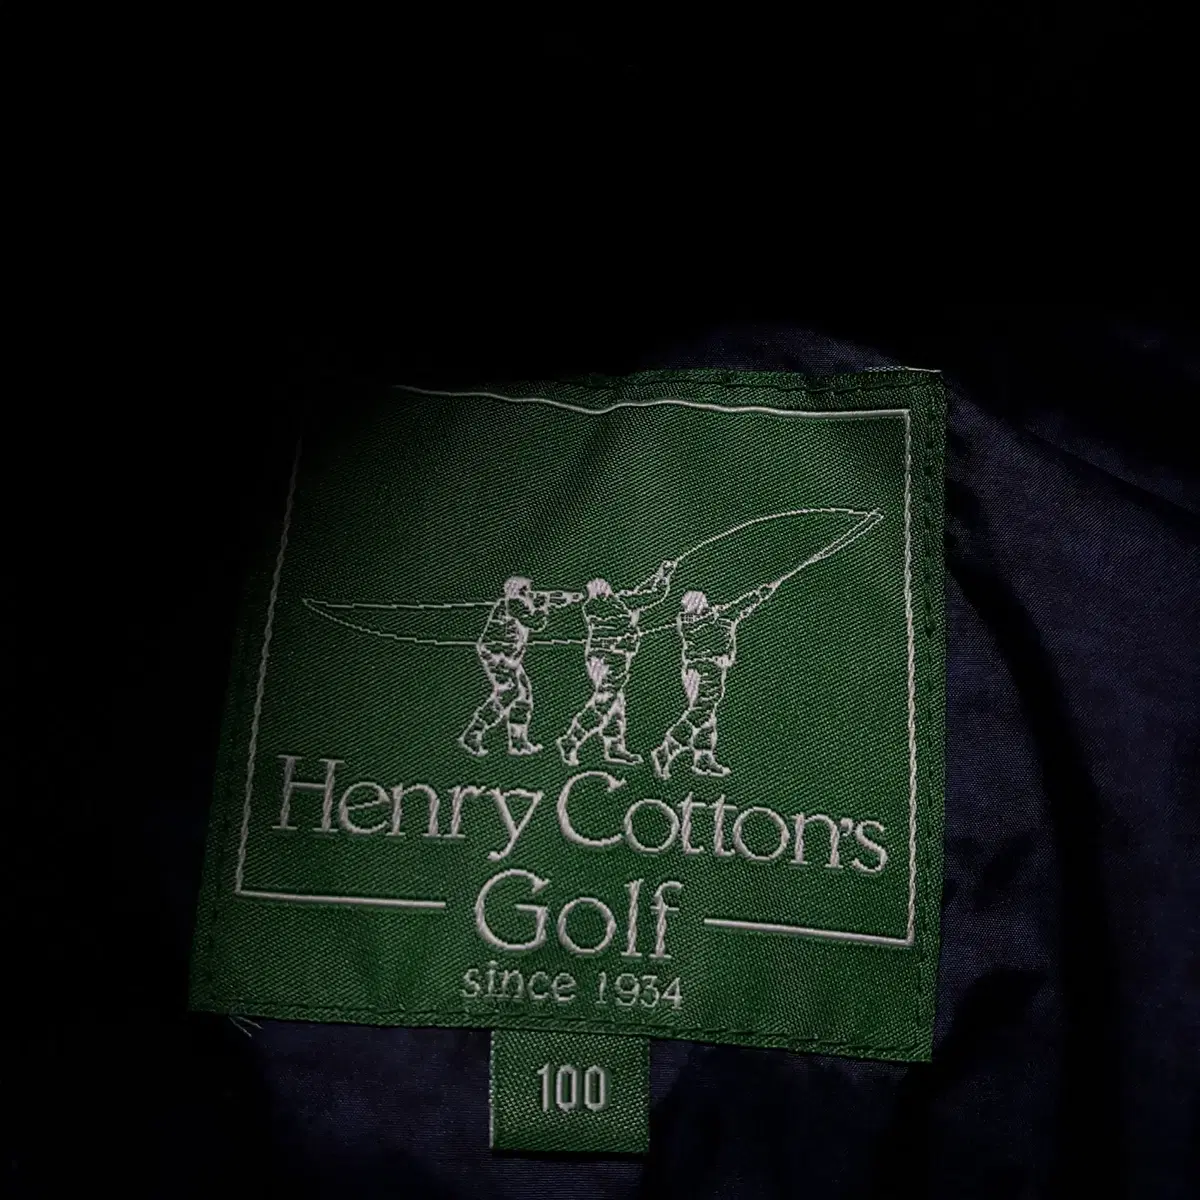 Henry Cotton's
Golf
since 1934
100